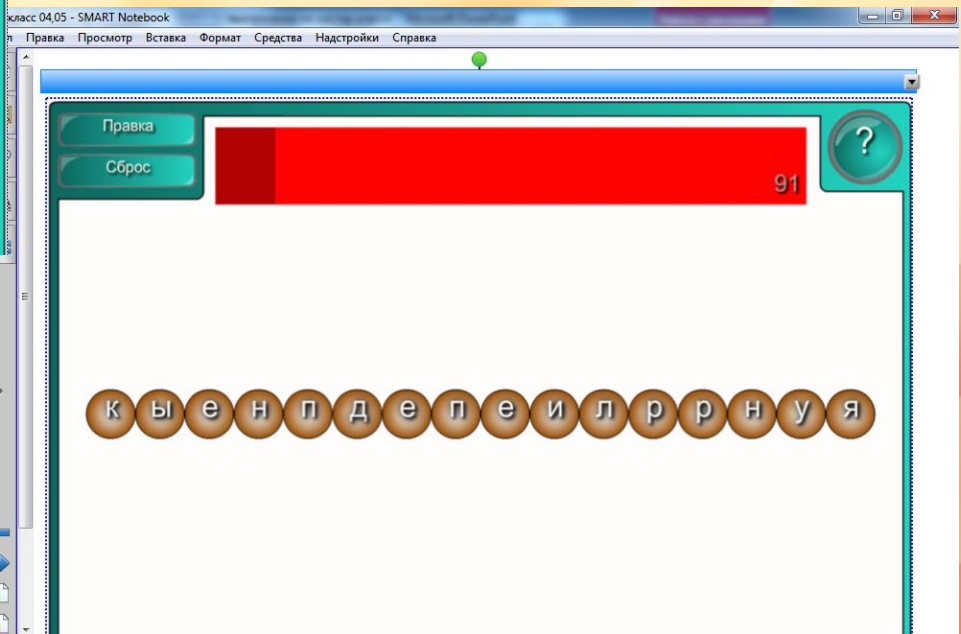 класс 04,05 - SMART Notebook
Правка Просмотр Вставка Формат Средства Надстройки Справка
Правка
Сброс
91
?
к ы е н п д е п е и л р р н у я